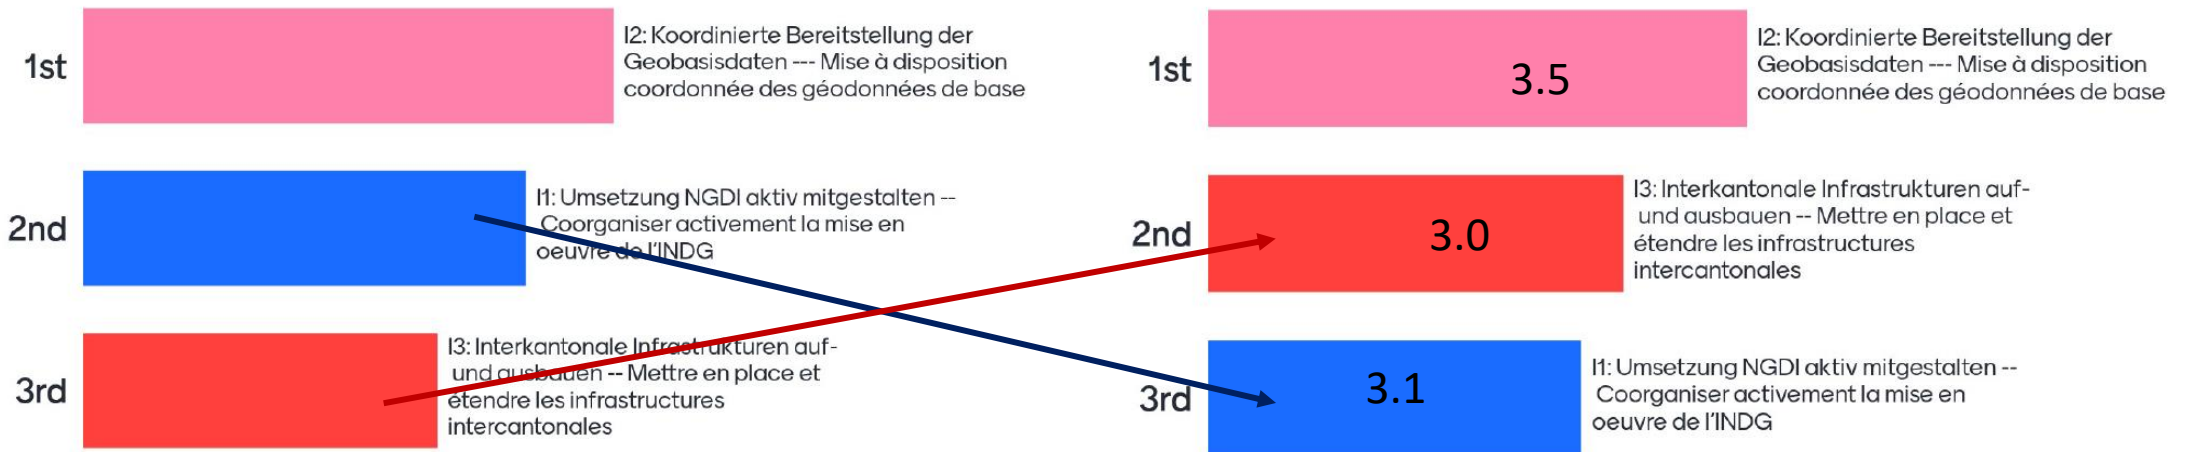 1st
I2: Koordinierte Bereitstellung der
Geobasisdaten --- Mise à disposition
coordonnée des géodonnées de base
2nd
I1: Umsetzung NGDI aktiv mitgestalten --
Coorganiser activement la mise en
oeuvre de l'INDG
3rd
I3: Interkantonale Infrastrukturen auf-
und ausbauen -- Mettre en place et
étendre les infrastructures
intercantonales
1st
3.5
I2: Koordinierte Bereitstellung der
Geobasisdaten --- Mise à disposition
coordonnée des géodonnées de base
2nd
3.0
I3: Interkantonale Infrastrukturen auf-
und ausbauen -- Mettre en place et
étendre les infrastructures
intercantonales
3rd
3.1
I1: Umsetzung NGDI aktiv mitgestalten --
Coorganiser activement la mise en
oeuvre de l'INDG